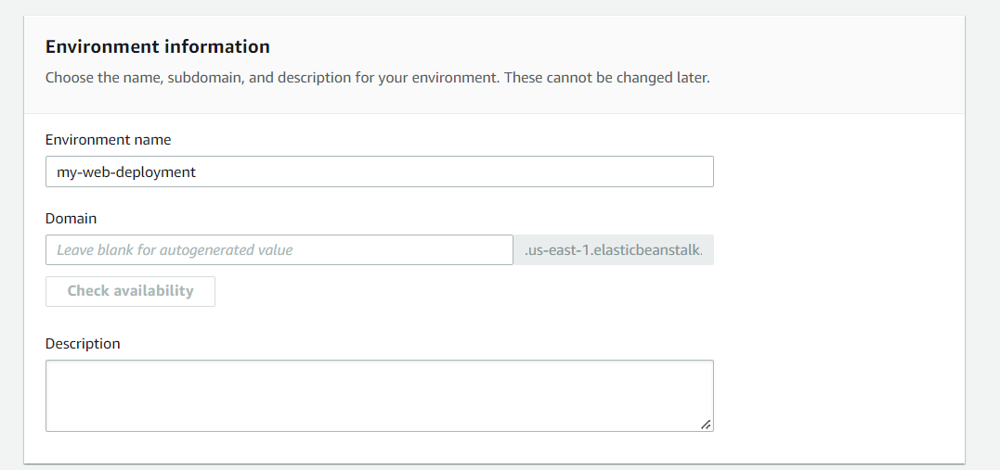 Environment information
Choose the name, subdomain, and description for your environment. These cannot be changed later.
Environment name
my-web-deployment
Domain
Leave blank for autogenerated value
.us-east-1.elasticbeanstalk.
Check availability
Description